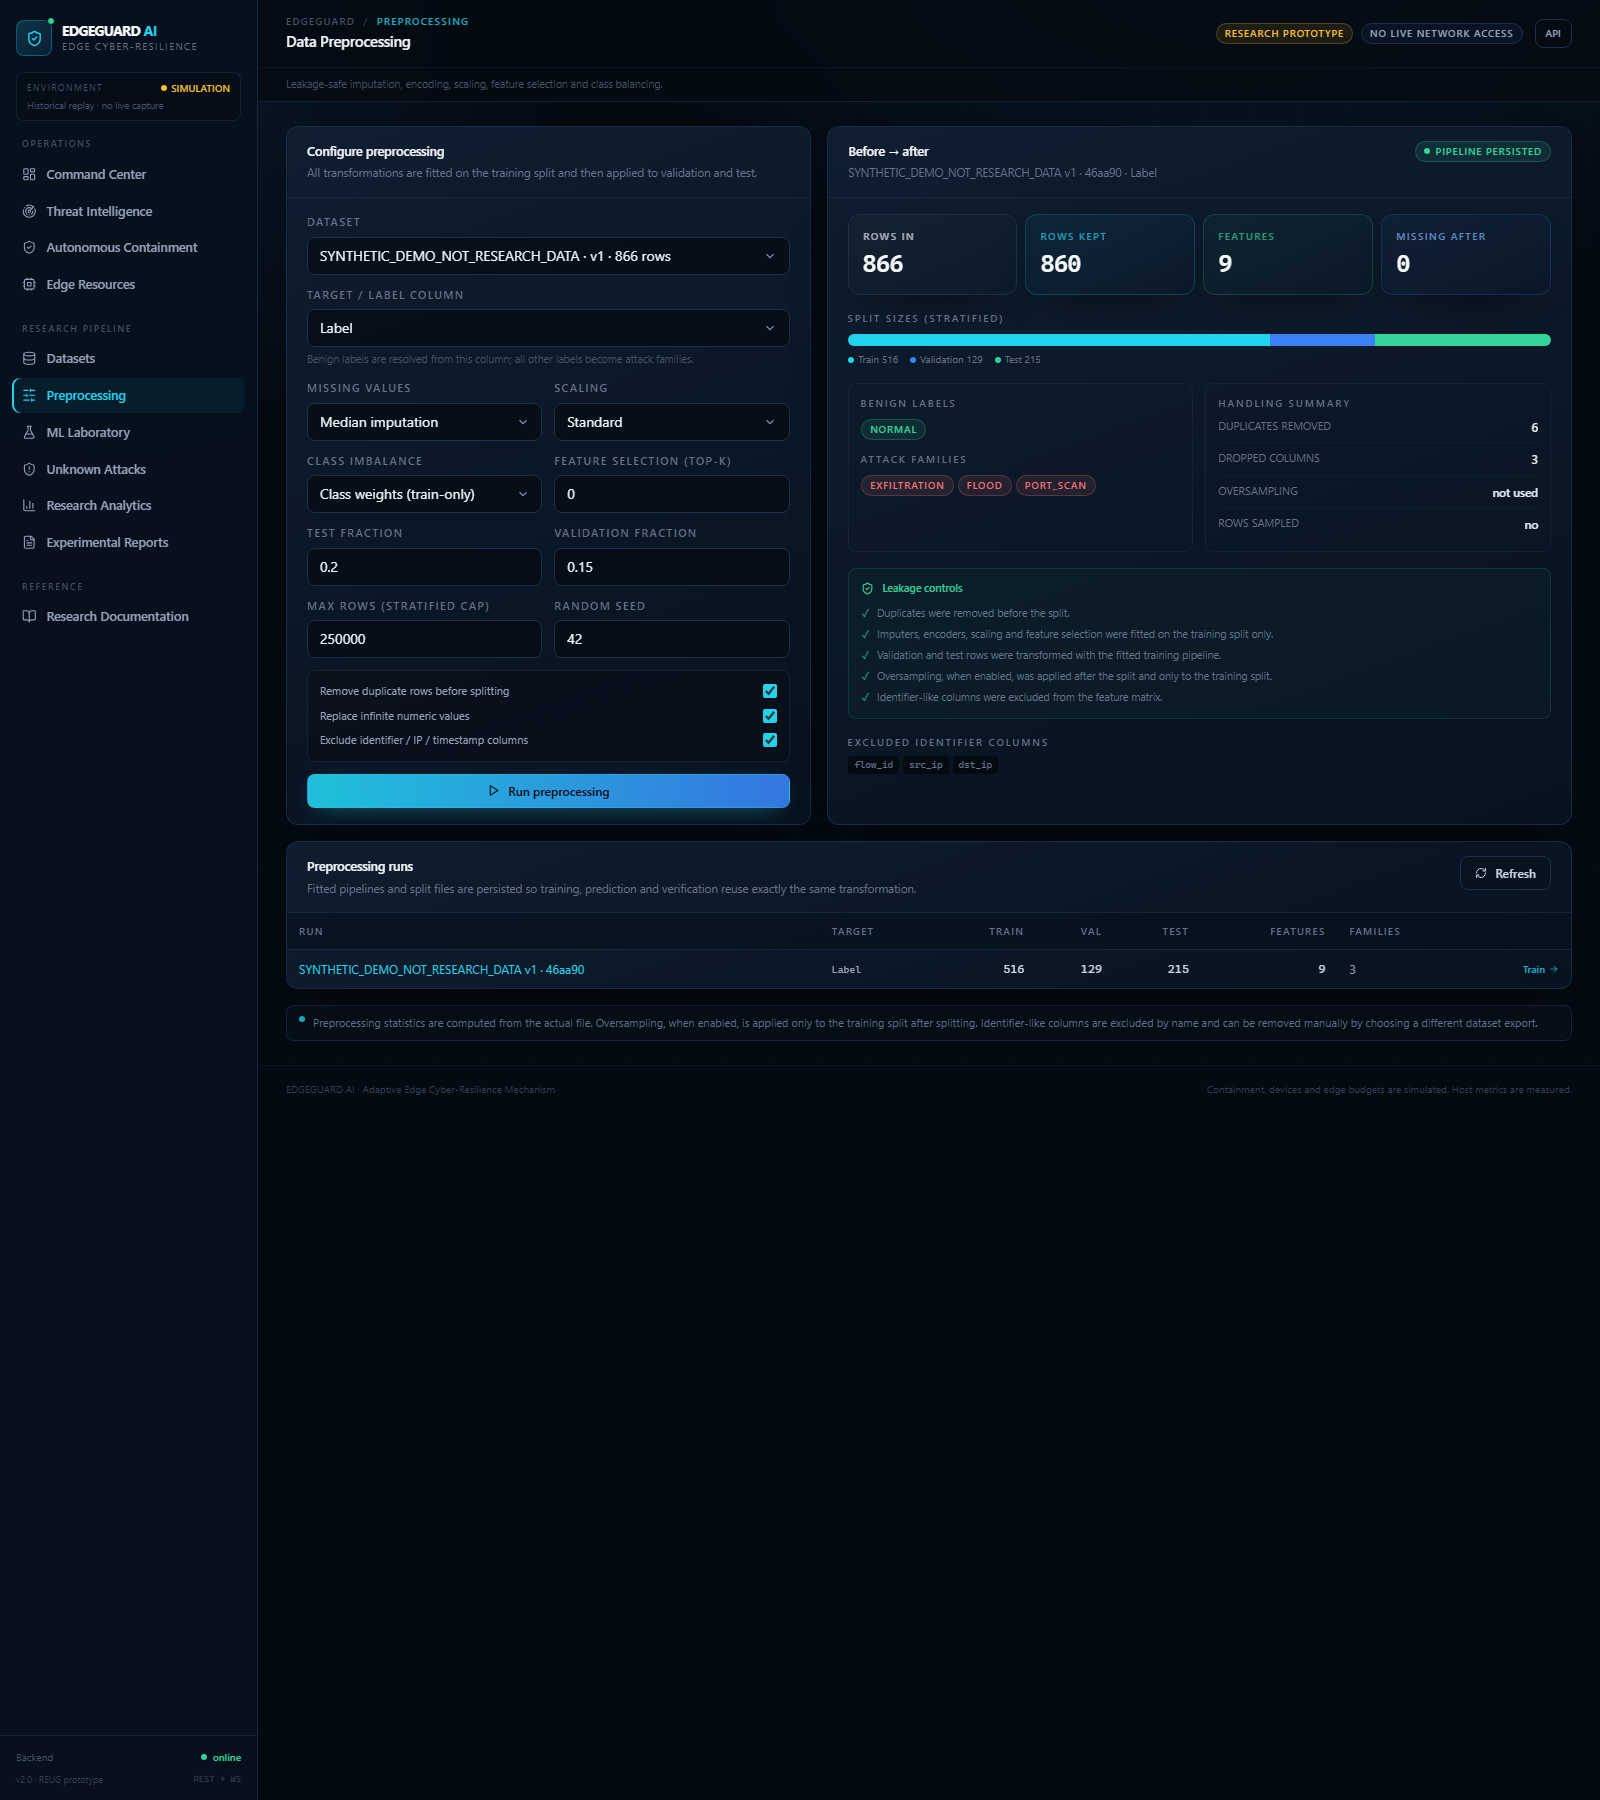 EDGEGUARD AI
EDGE CYBER-RESILIENCE
ENVIRONMENT
SIMULATION
Historical replay · no live capture
OPERATIONS
Command Center
Threat Intelligence
Autonomous Containment
Edge Resources
RESEARCH PIPELINE
Datasets
Preprocessing
ML Laboratory
Unknown Attacks
Research Analytics
Experimental Reports
REFERENCE
Research Documentation
Backend
online
v2.0 · REUG prototype
REST + WS
EDGEGUARD / PREPROCESSING
Data Preprocessing
RESEARCH PROTOTYPE
NO LIVE NETWORK ACCESS
API
Leakage-safe imputation, encoding, scaling, feature selection and class balancing.
Configure preprocessing
All transformations are fitted on the training split and then applied to validation and test.
DATASET
SYNTHETIC_DEMO_NOT_RESEARCH_DATA · v1 · 866 rows
TARGET / LABEL COLUMN
Label
Benign labels are resolved from this column; all other labels become attack families.
MISSING VALUES
SCALING
Median imputation
Standard
CLASS IMBALANCE
FEATURE SELECTION (TOP-K)
Class weights (train-only)
0
TEST FRACTION
VALIDATION FRACTION
0.2
0.15
MAX ROWS (STRATIFIED CAP)
RANDOM SEED
250000
42
Remove duplicate rows before splitting
Replace infinite numeric values
Exclude identifier / IP / timestamp columns
Run preprocessing
Before → after
PIPELINE PERSISTED
SYNTHETIC_DEMO_NOT_RESEARCH_DATA v1 · 46aa90 · Label
ROWS IN
866
ROWS KEPT
860
FEATURES
9
MISSING AFTER
0
SPLIT SIZES (STRATIFIED)
Train 516
Validation 129
Test 215
BENIGN LABELS
NORMAL
ATTACK FAMILIES
EXFILTRATION
FLOOD
PORT_SCAN
HANDLING SUMMARY
DUPLICATES REMOVED 6
DROPPED COLUMNS 3
OVERSAMPLING not used
ROWS SAMPLED no
Leakage controls
✓ Duplicates were removed before the split.
✓ Imputers, encoders, scaling and feature selection were fitted on the training split only.
✓ Validation and test rows were transformed with the fitted training pipeline.
✓ Oversampling, when enabled, was applied after the split and only to the training split.
✓ Identifier-like columns were excluded from the feature matrix.
EXCLUDED IDENTIFIER COLUMNS
flow_id src_ip dst_ip
Preprocessing runs
Fitted pipelines and split files are persisted so training, prediction and verification reuse exactly the same transformation.
Refresh
RUN TARGET TRAIN VAL TEST FEATURES FAMILIES
SYNTHETIC_DEMO_NOT_RESEARCH_DATA v1 · 46aa90 Label 516 129 215 9 3 Train →
Preprocessing statistics are computed from the actual file. Oversampling, when enabled, is applied only to the training split after splitting. Identifier-like columns are excluded by name and can be removed manually by choosing a different dataset export.
EDGEGUARD AI · Adaptive Edge Cyber-Resilience Mechanism
Containment, devices and edge budgets are simulated. Host metrics are measured.